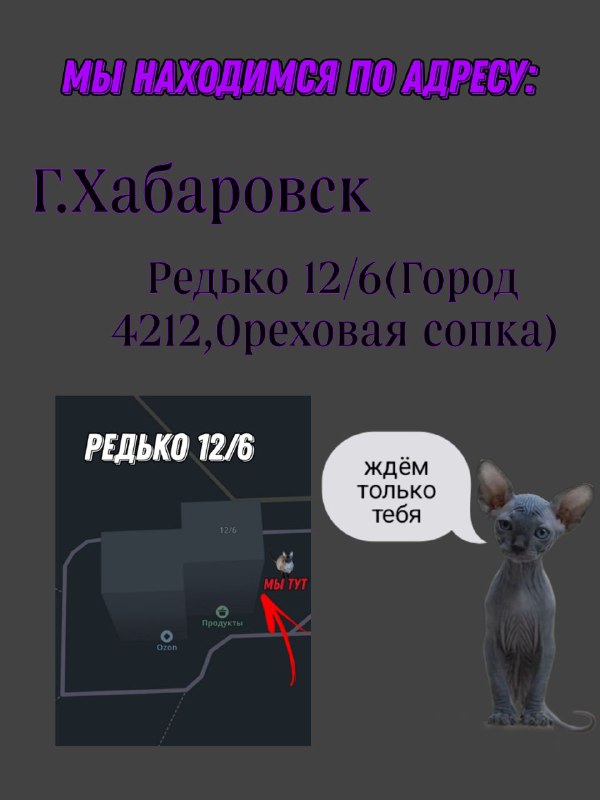 МЫ НАХОДИМСЯ ПО АДРЕСУ:
Г.Хабаровск
Редько 12/6(Город
4212,Ореховая сопка)
РЕДЬКО 12/6
12/6
МЫ ТУТ
Продукты
Ozon
ждём
только
тебя